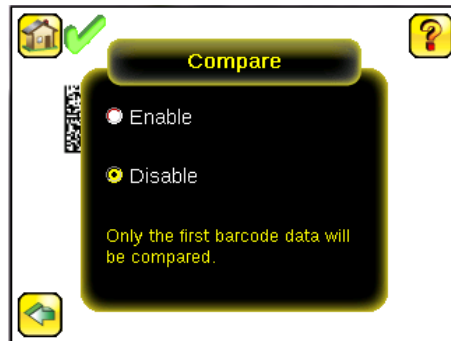 Compare
Enable
Disable
Only the first barcode data will
be compared.